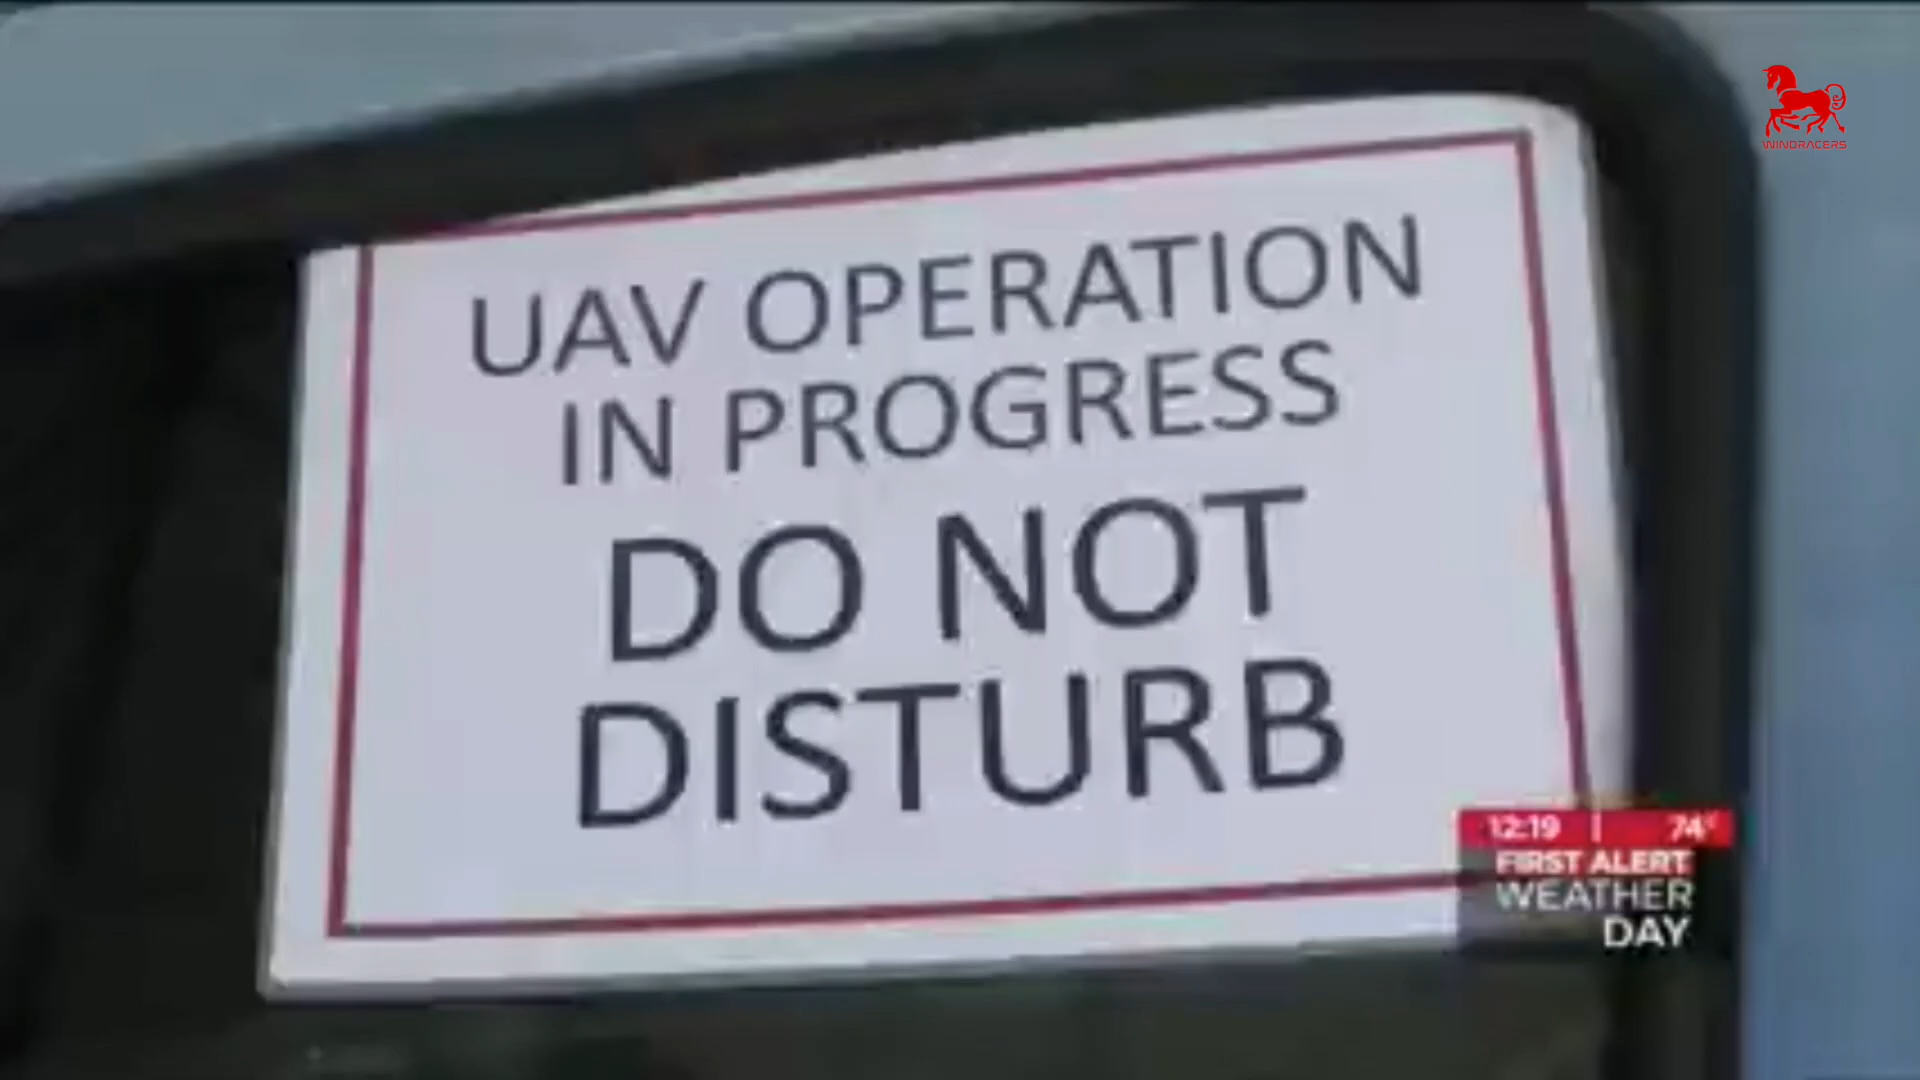 WINDRACERS
UAV OPERATION
IN PROGRESS
DO NOT
DISTURB
12:19 | 74°
FIRST ALERT
WEATHER
DAY